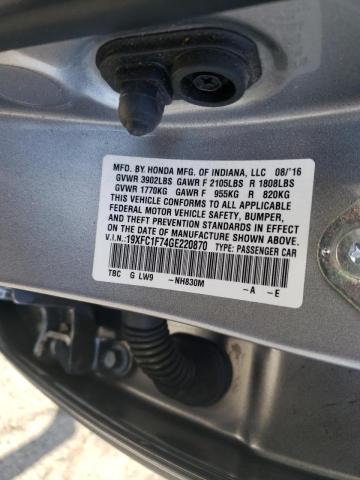 MFD. BY HONDA MFG. OF INDIANA, LLC 08/'16
GVWR 3902LBS GAWR F 2105LBS R 1808LBS
GVWR 1770KG GAWR F 955KG R 820KG
THIS VEHICLE CONFORMS TO ALL APPLICABLE
FEDERAL MOTOR VEHICLE SAFETY, BUMPER,
AND THEFT PREVENTION STANDARDS IN EFFECT
ON THE DATE OF MANUFACTURE SHOWN ABOVE.
V.I.N.:19XFC1F74GE220870 TYPE: PASSENGER CAR
TBC G LW9 -NH830M -A -E